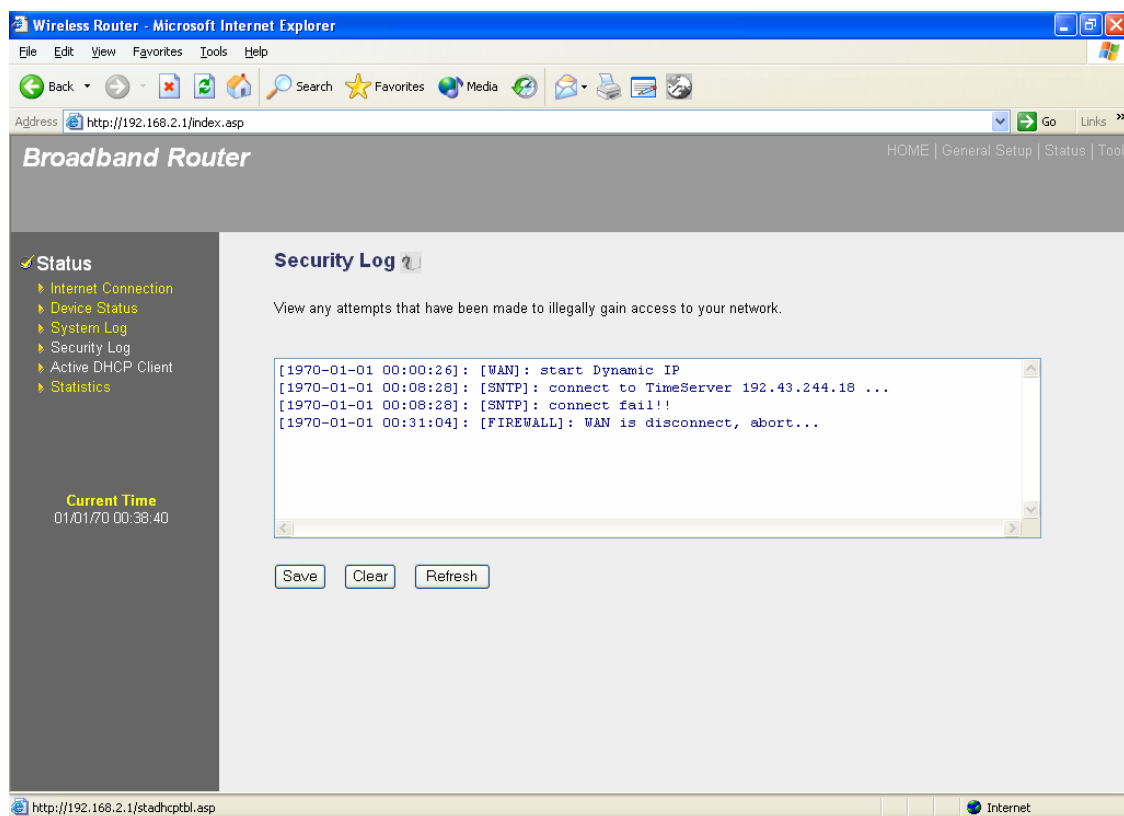 Wireless Router - Microsoft Internet Explorer
File Edit View Favorites Tools Help
Back Search Favorites Media
Address http://192.168.2.1/index.asp Go Links »
Broadband Router
HOME | General Setup | Status | Tool
Status
Internet Connection
Device Status
System Log
Security Log
Active DHCP Client
Statistics
Current Time
01/01/70 00:38:40
Security Log
View any attempts that have been made to illegally gain access to your network.
[1970-01-01 00:00:26]: [WAN]: start Dynamic IP
[1970-01-01 00:08:28]: [SNTP]: connect to TimeServer 192.43.244.18 ...
[1970-01-01 00:08:28]: [SNTP]: connect fail!!
[1970-01-01 00:31:04]: [FIREWALL]: WAN is disconnect, abort...
Save Clear Refresh
http://192.168.2.1/stadhcptbl.asp Internet